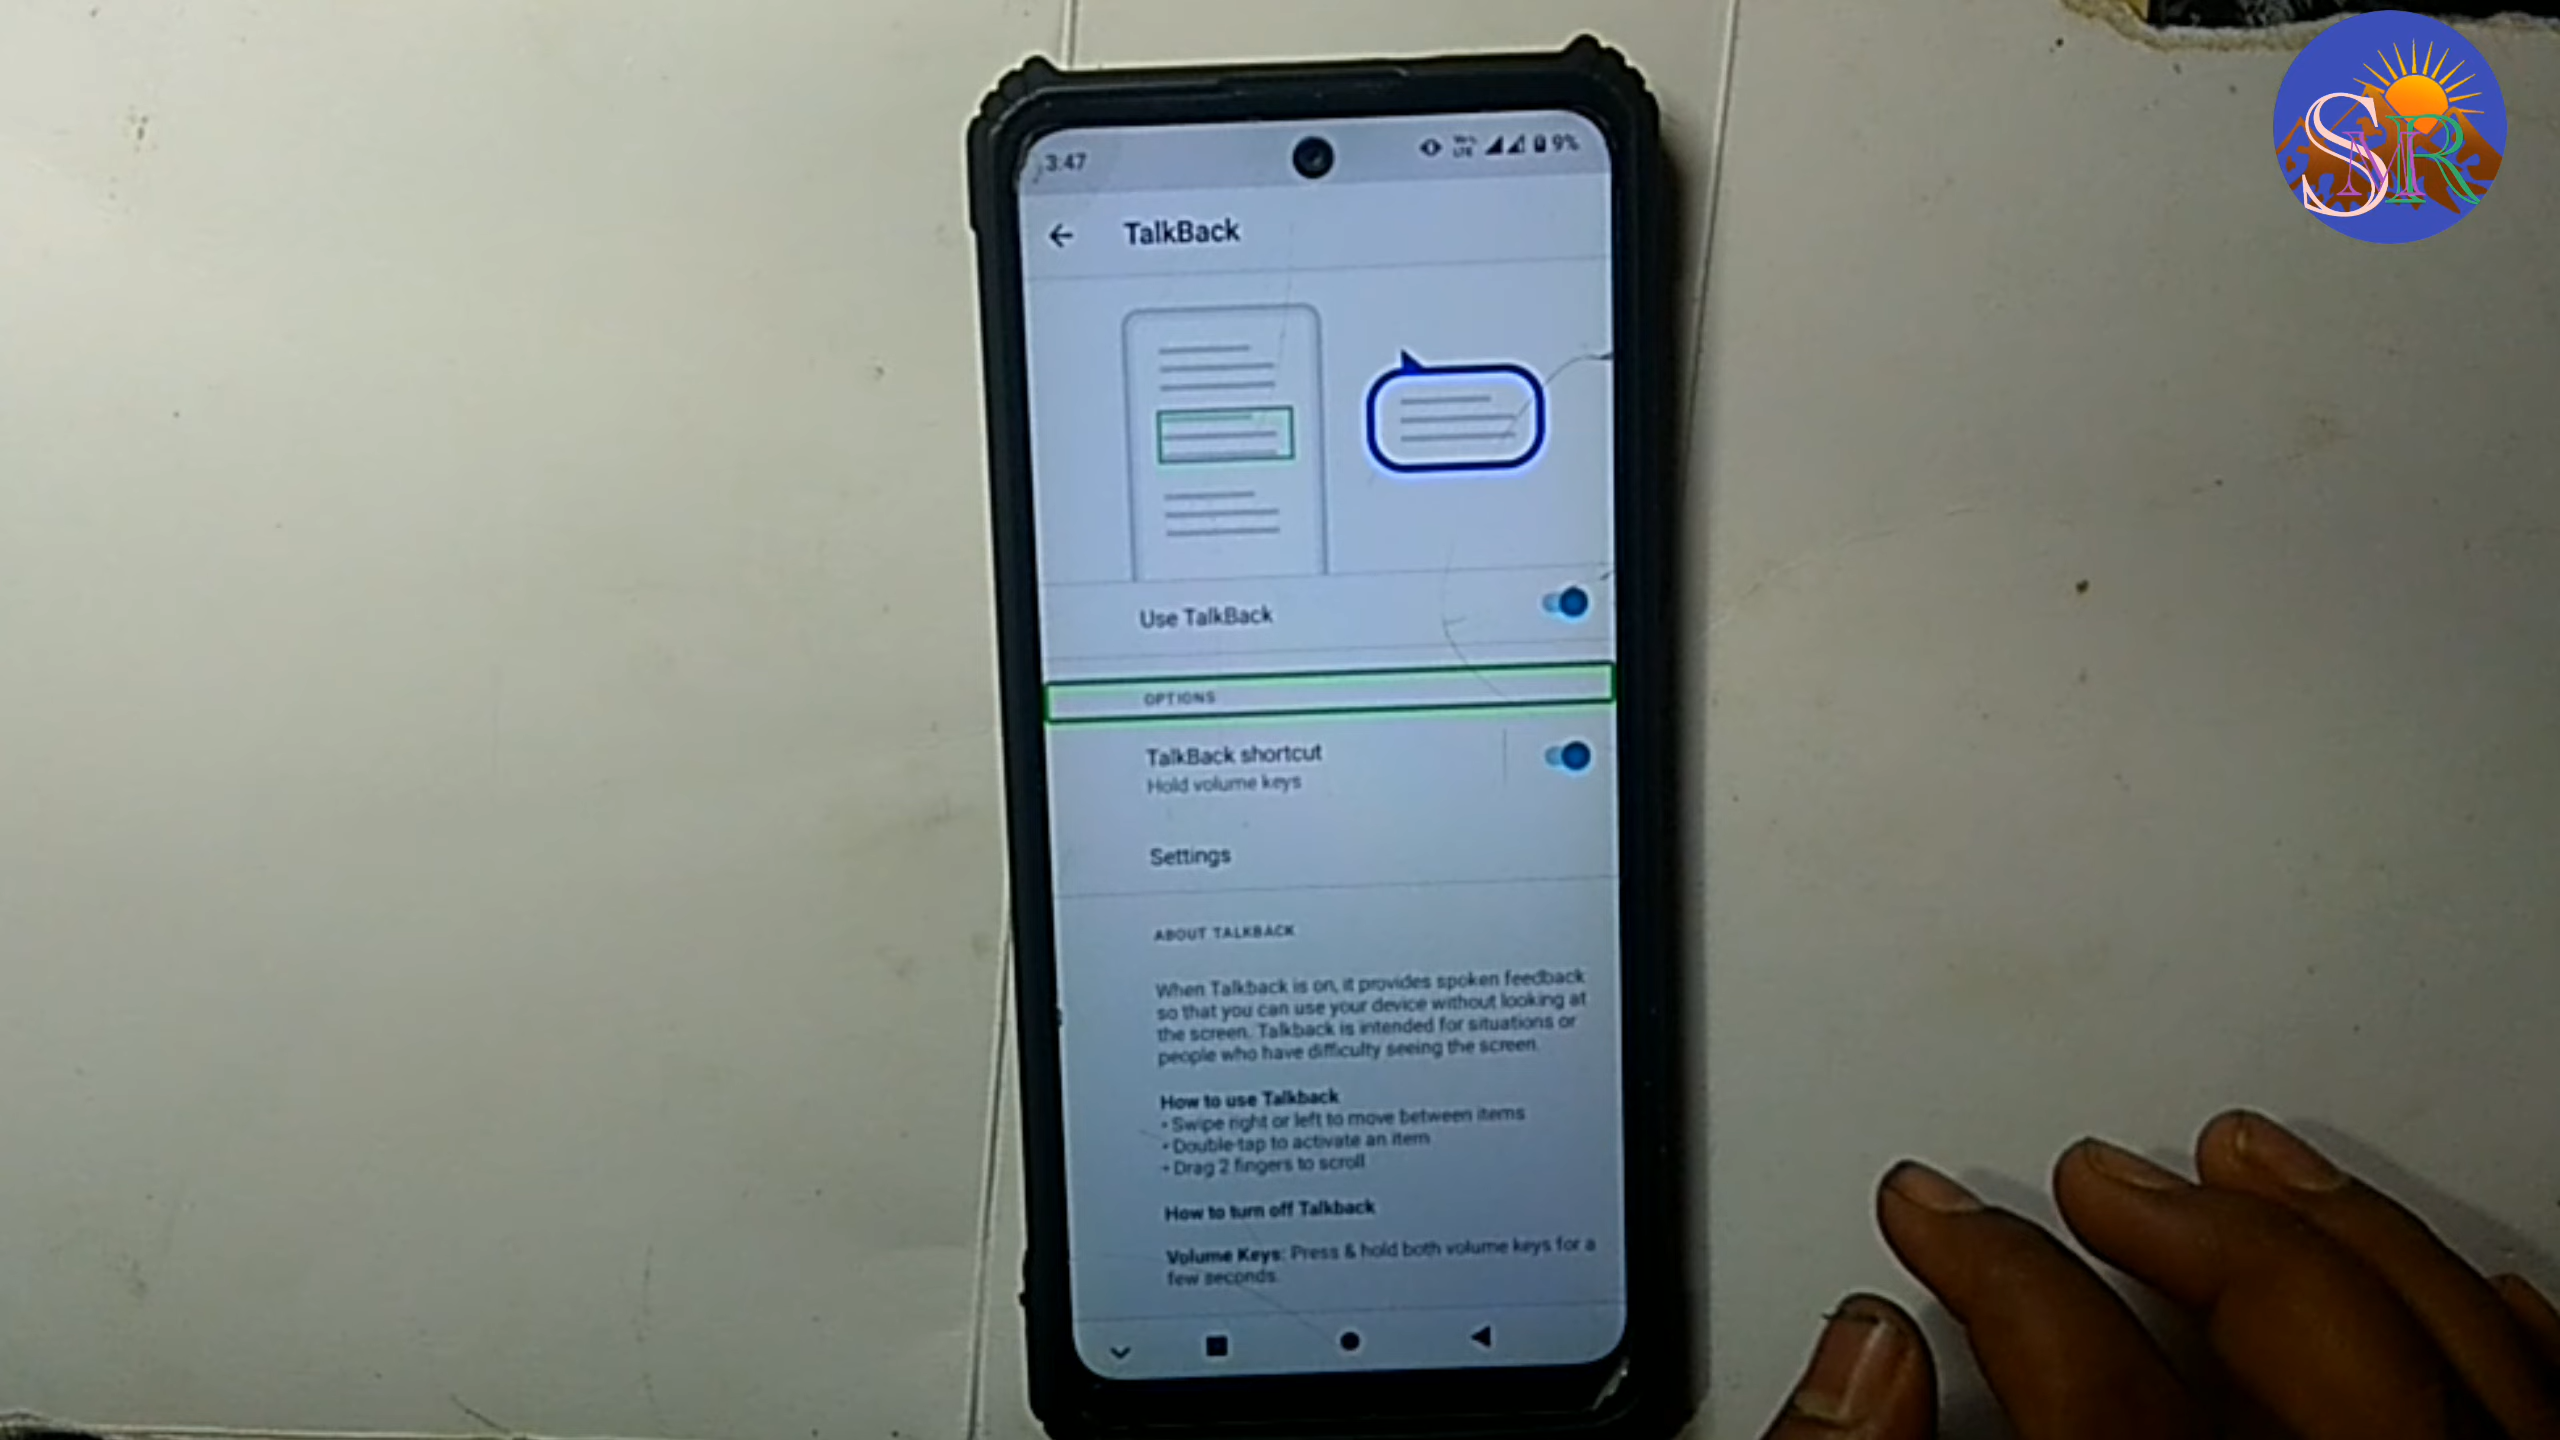 SMR
3:47
9%
TalkBack
Use TalkBack
OPTIONS
TalkBack shortcut
Hold volume keys
Settings
ABOUT TALKBACK
When Talkback is on, it provides spoken feedback
so that you can use your device without looking at
the screen. Talkback is intended for situations or
people who have difficulty seeing the screen.
How to use Talkback
• Swipe right or left to move between items
• Double-tap to activate an item
• Drag 2 fingers to scroll
How to turn off Talkback
Volume Keys: Press & hold both volume keys for a
few seconds.